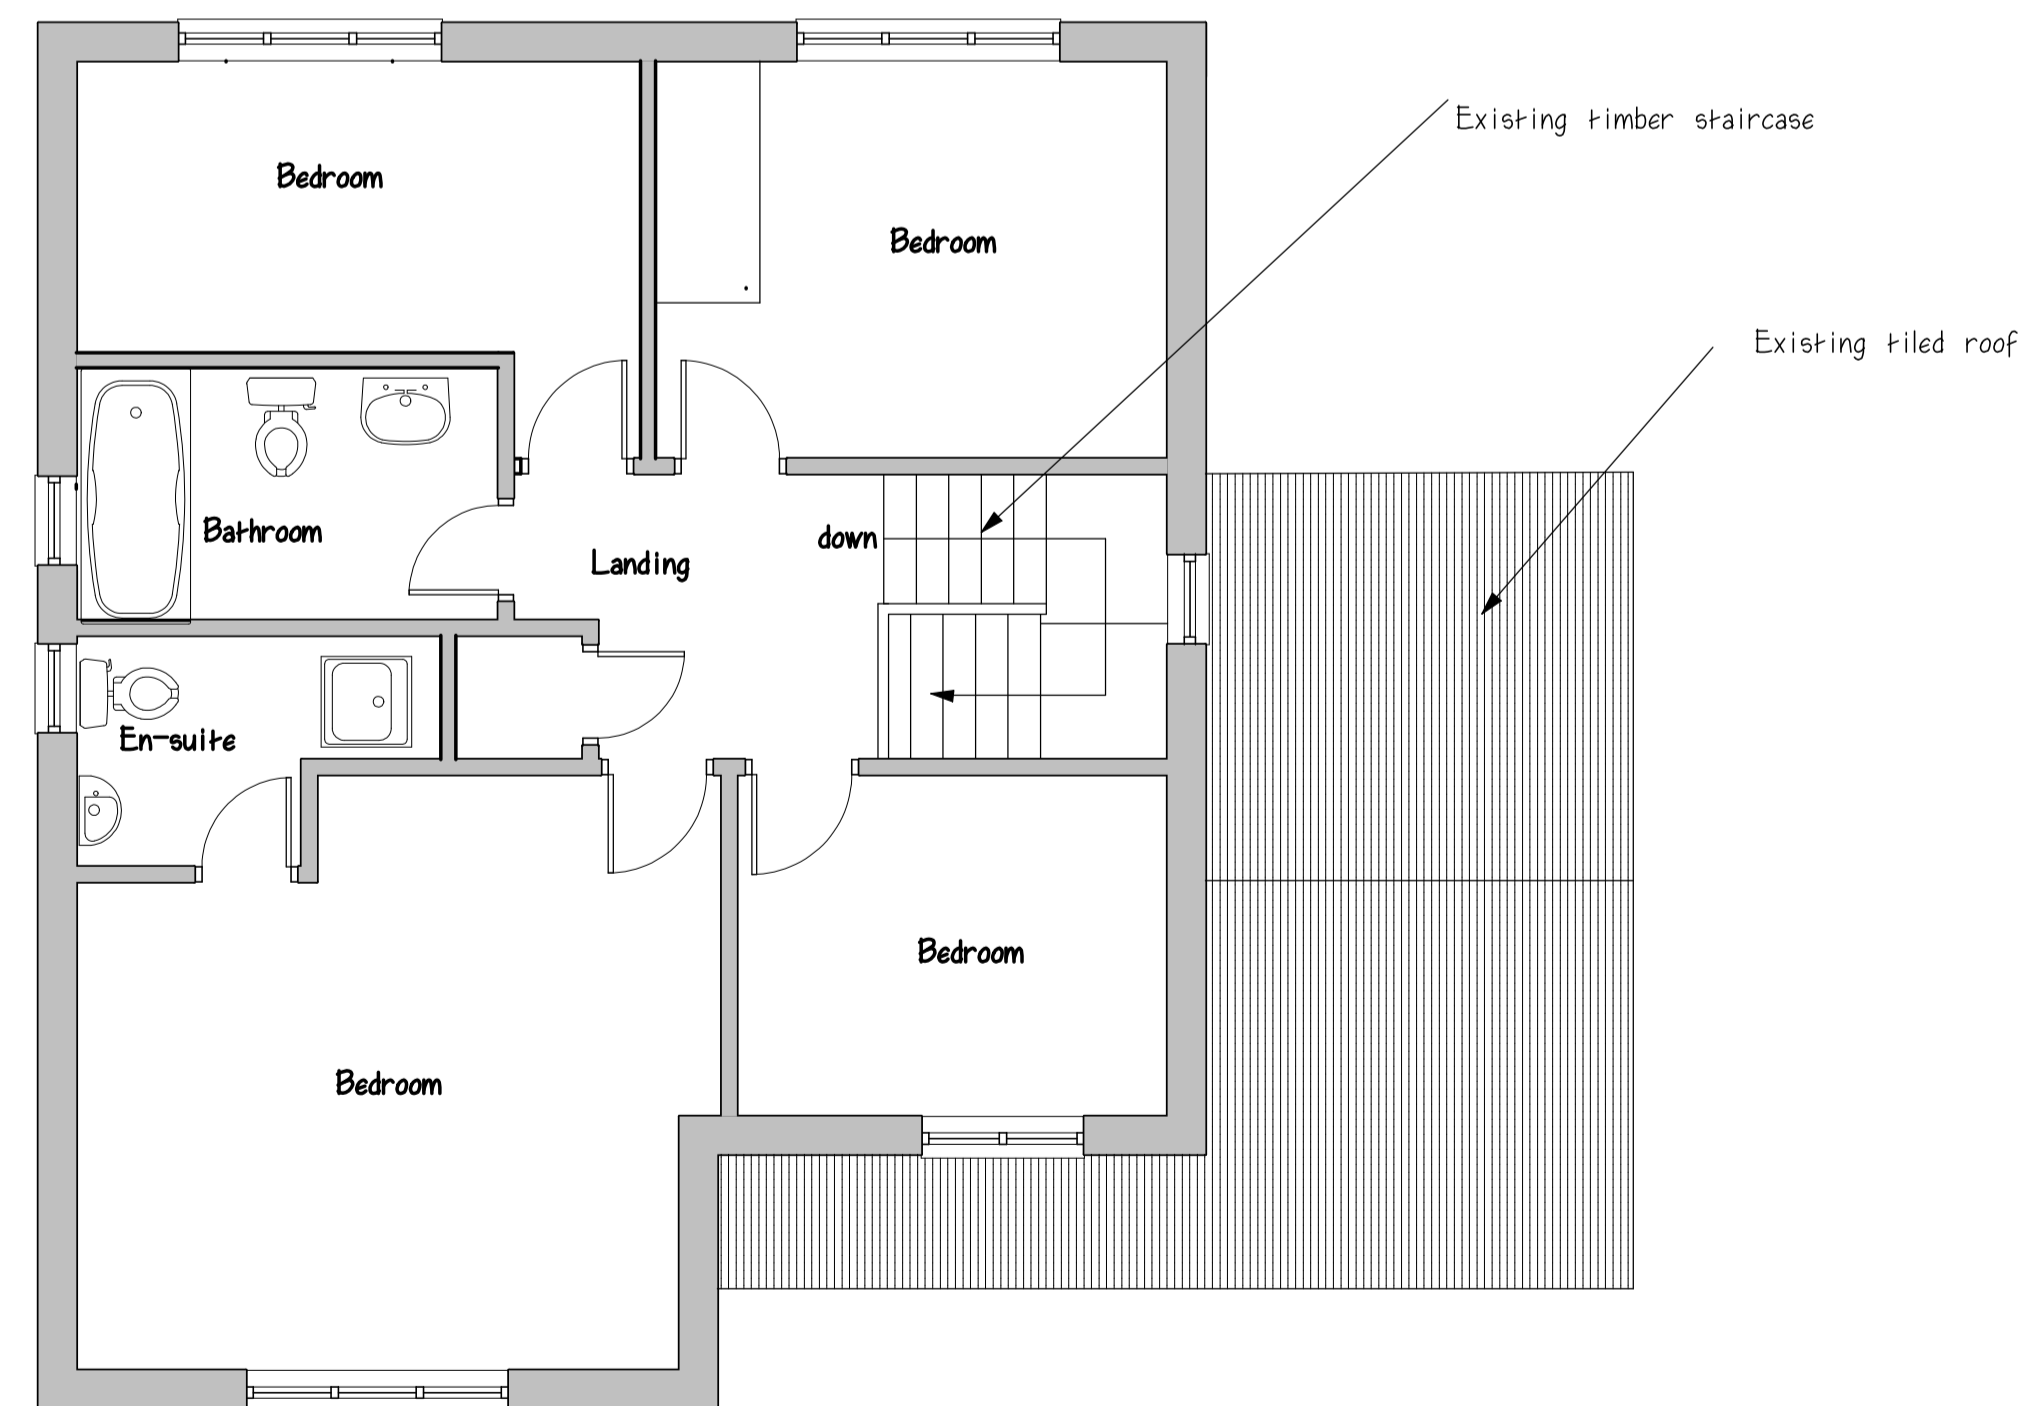 Existing timber staircase
Bedroom
Bedroom
Existing tiled roof
Bathroom
down
Landing
En-suite
Bedroom
Bedroom